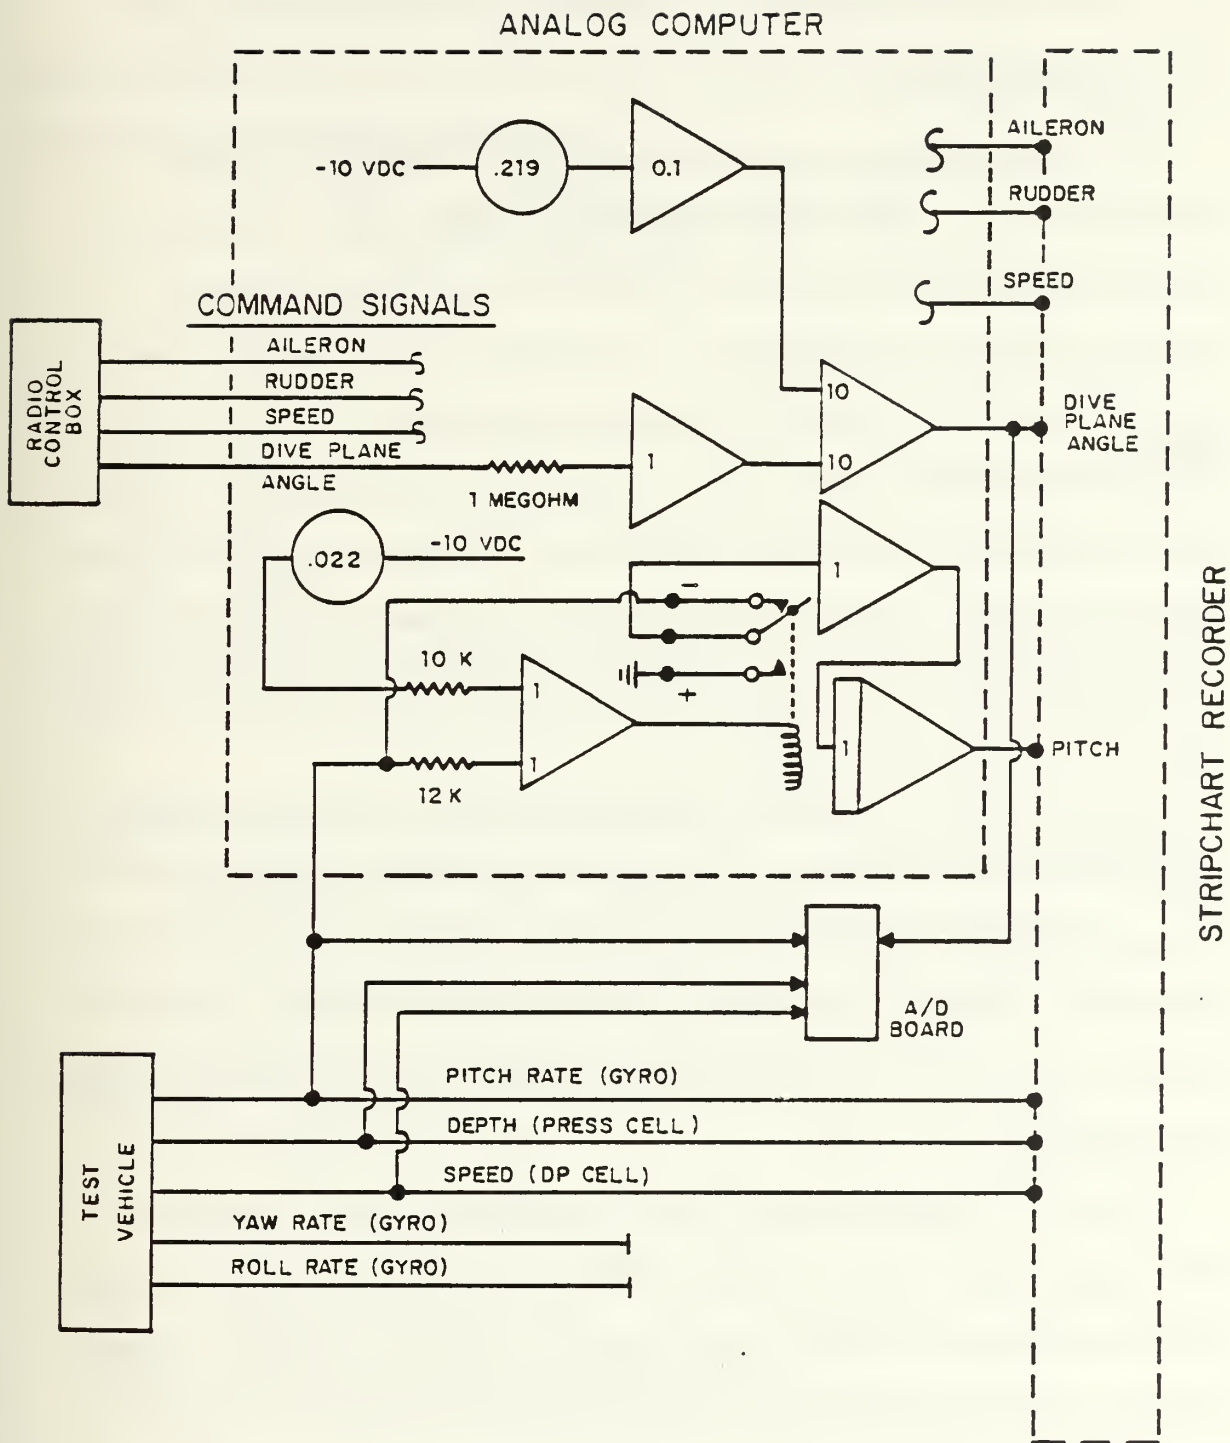 ANALOG COMPUTER
-10 VDC
.219
0.1
AILERON
RUDDER
SPEED
COMMAND SIGNALS
RADIO
CONTROL
BOX
AILERON
RUDDER
SPEED
DIVE PLANE
ANGLE
1 MEGOHM
1
10
10
DIVE
PLANE
ANGLE
.022
-10 VDC
-
+
1
10 K
1
12 K
1
1
PITCH
STRIPCHART RECORDER
A/D
BOARD
TEST
VEHICLE
PITCH RATE (GYRO)
DEPTH (PRESS CELL)
SPEED (DP CELL)
YAW RATE (GYRO)
ROLL RATE (GYRO)